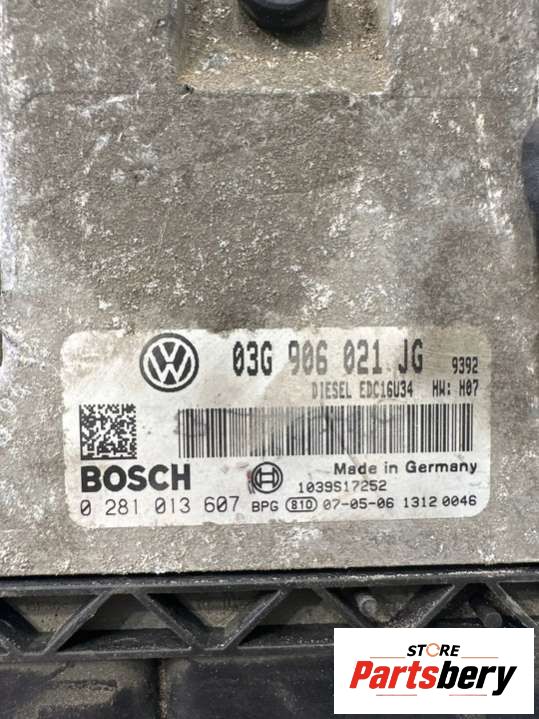 VW
03G 906 021 JG 9392
DIESEL EDC16U34 HW: H07
BOSCH
Made in Germany
1039S17252
0 281 013 607 BPG 810 07-05-06 1312 0046
STORE
Partsbery